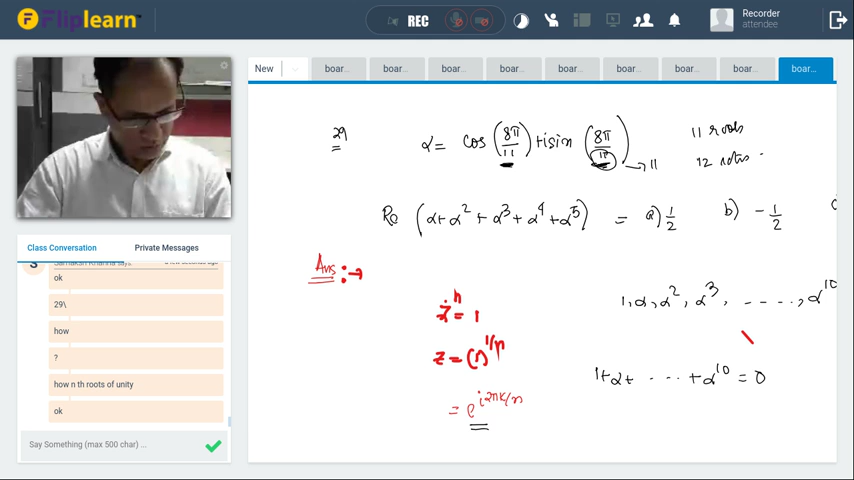 Fliplearn
REC
Recorder
attendee
New
boar...
boar...
boar...
boar...
boar...
boar...
boar...
boar...
boar...
29
α = cos (8π/11) + i sin (8π/11) → 11
11 roots
12 rotes
Re (α + α² + α³ + α⁴ + α⁵) = a) 1/2 b) - 1/2
Ans :→
zⁿ = 1
1, α, α², α³, - - - - -, α¹⁰
z = (1)^1/n
1 + α + - - - - + α¹⁰ = 0
= e^i2πk/n
Class Conversation
Private Messages
ok
29\
how
?
how n th roots of unity
ok
Say Something (max 500 char) ...